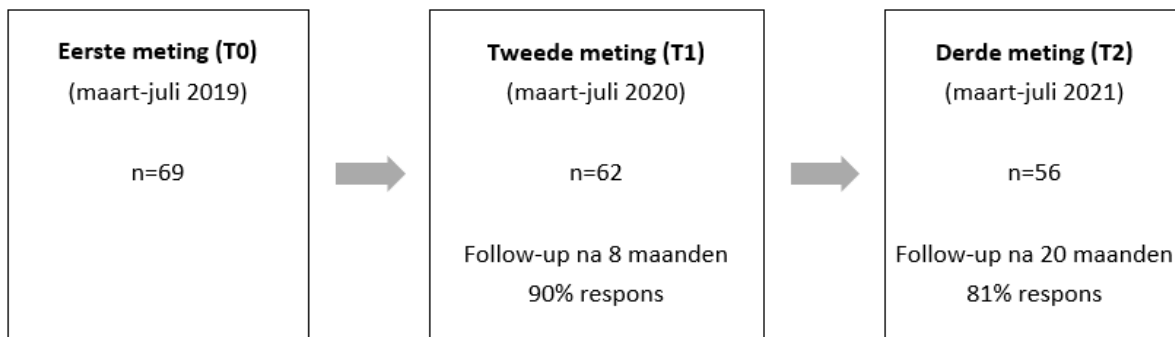 Eerste meting (T0)
(maart-juli 2019)
n=69
Tweede meting (T1)
(maart-juli 2020)
n=62
Follow-up na 8 maanden
90% respons
Derde meting (T2)
(maart-juli 2021)
n=56
Follow-up na 20 maanden
81% respons